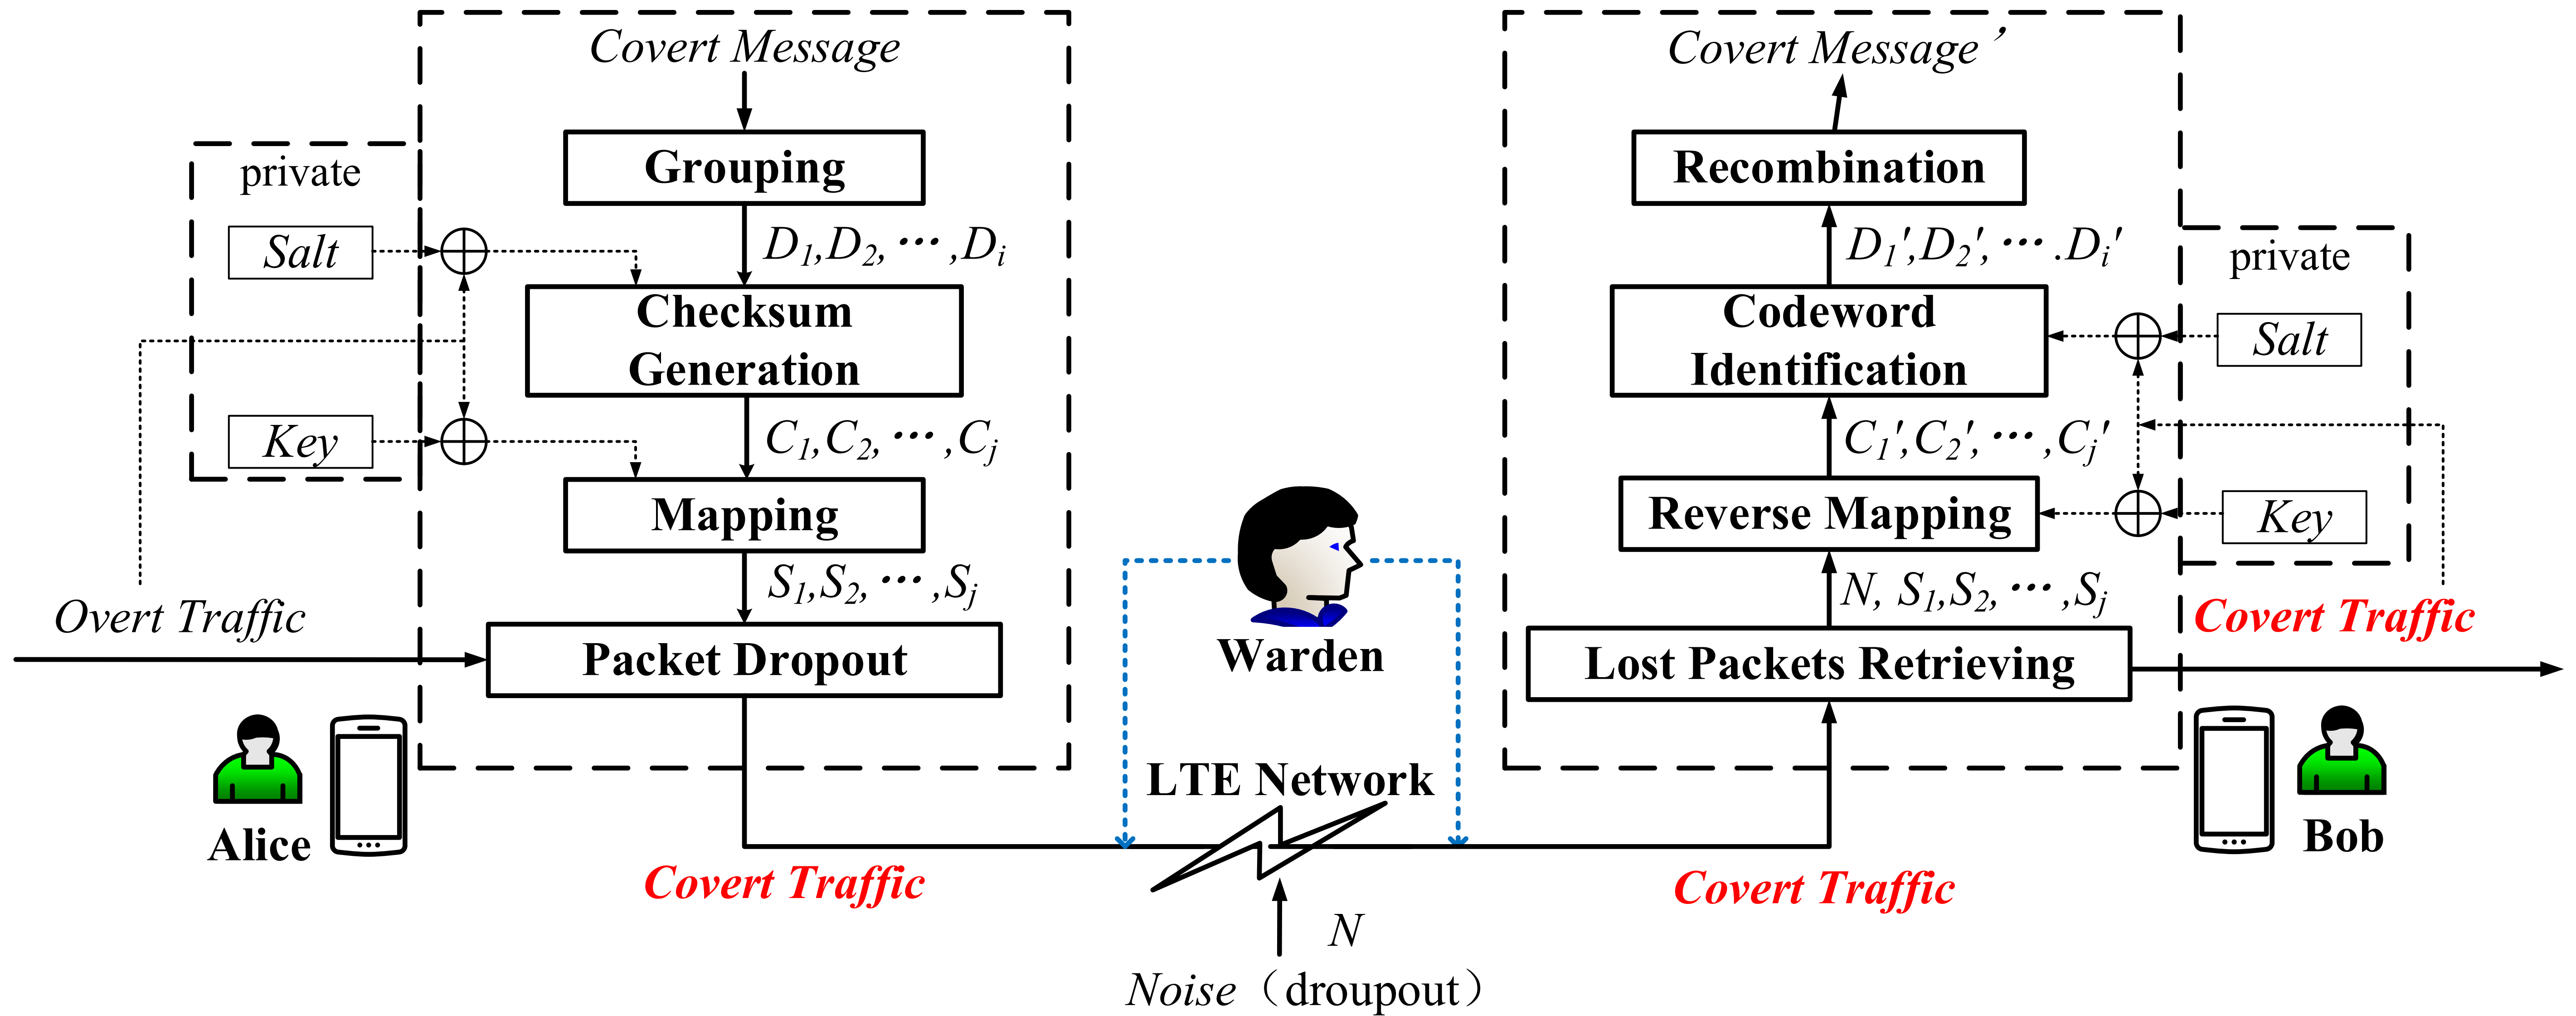 Covert Message
Grouping
private
Salt
D1,D2, ··· ,Di
Checksum
Generation
Key
C1,C2, ··· ,Cj
Mapping
S1,S2, ··· ,Sj
Overt Traffic
Packet Dropout
Alice
Covert Traffic
Warden
LTE Network
N
Noise（droupout）
Covert Message’
Recombination
D1',D2', ··· .Di'
private
Codeword
Identification
Salt
C1',C2', ··· ,Cj'
Reverse Mapping
Key
N, S1,S2, ··· ,Sj
Covert Traffic
Lost Packets Retrieving
Bob
Covert Traffic